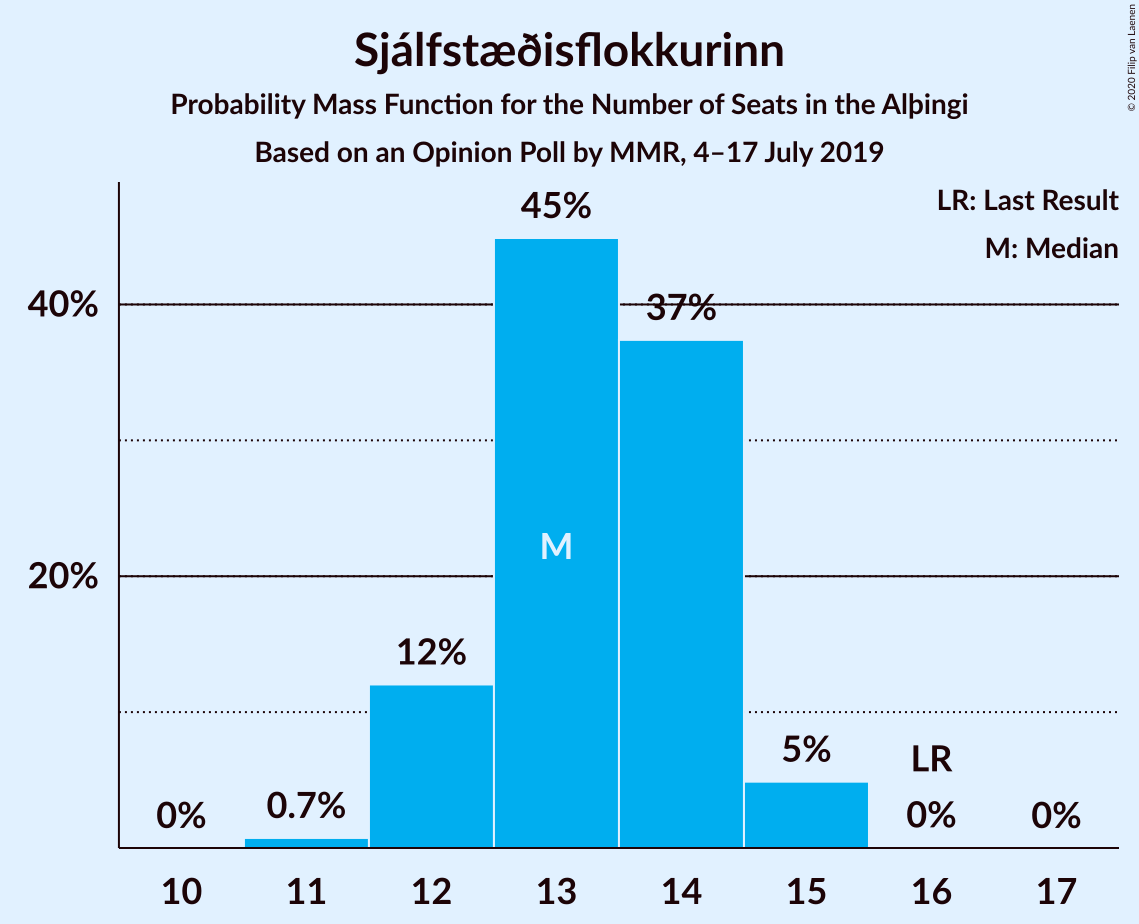 Sjálfstæðisflokkurinn
Probability Mass Function for the Number of Seats in the Alþingi
Based on an Opinion Poll by MMR, 4–17 July 2019
© 2020 Filip van Laenen
LR: Last Result
M: Median
40%
20%
0%
0.7%
12%
45%
M
37%
5%
LR
0%
0%
10 11 12 13 14 15 16 17